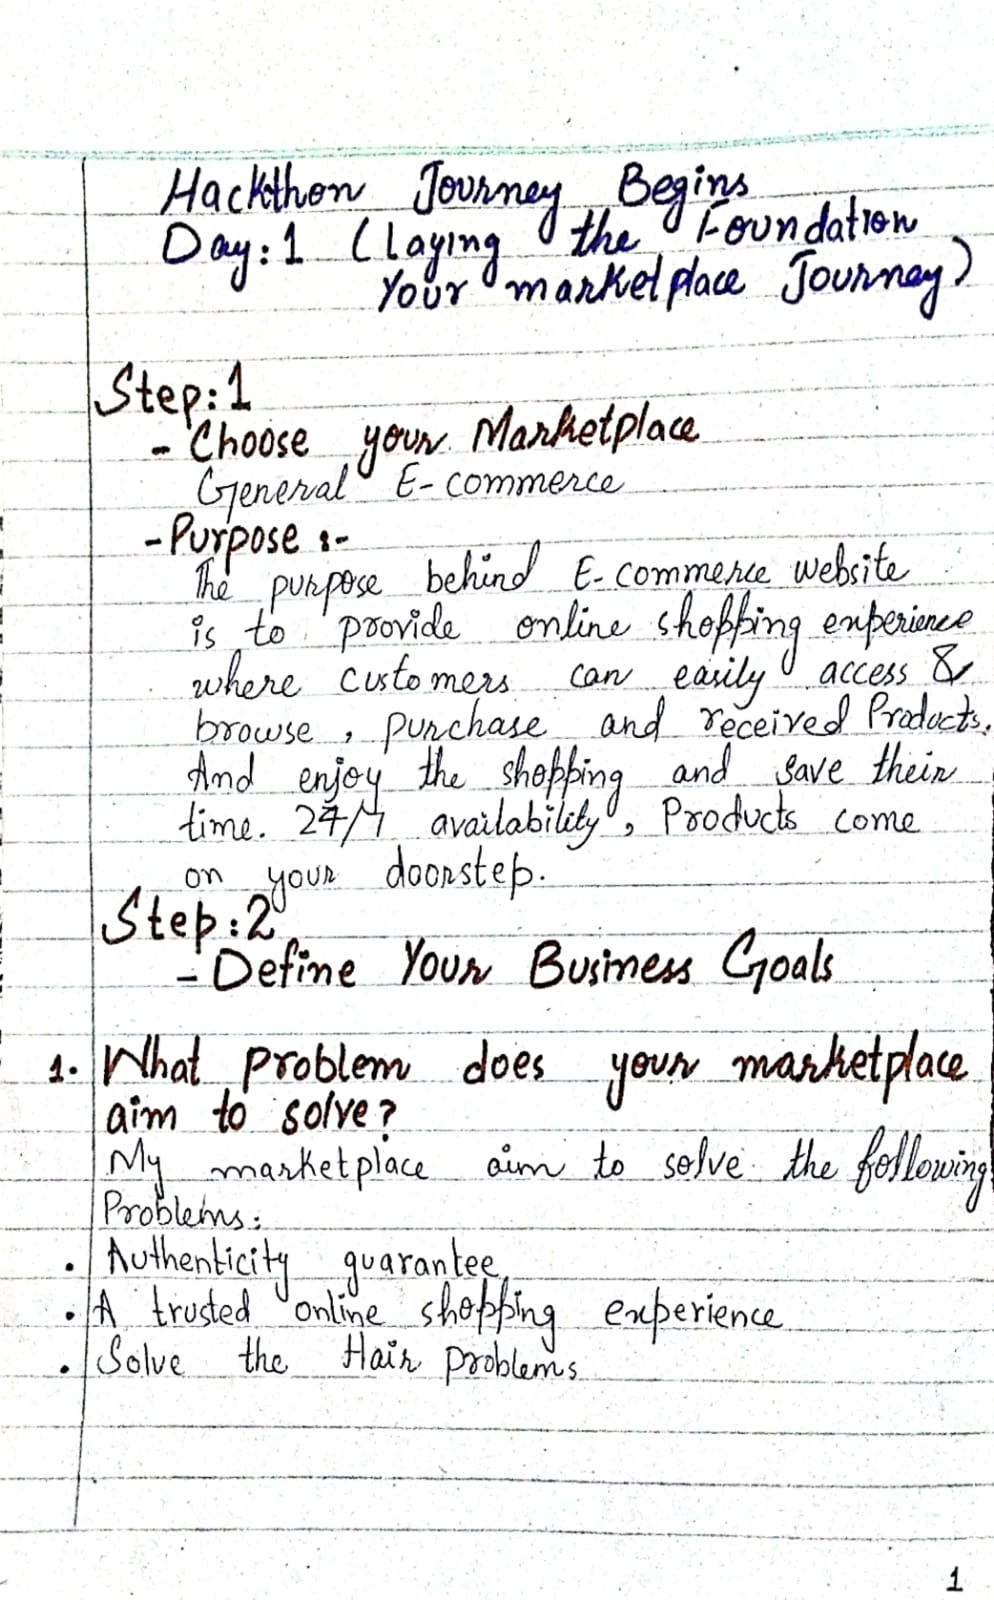 Hackthon Journey Begins
Day:1 (laying the Foundation
Your marketplace Journey)
Step:1
- Choose your Marketplace
General E-commerce
- Purpose :-
The purpose behind E-commerce website
is to provide online shopping experience
where customers can easily access &
browse, purchase and received Products.
And enjoy the shopping and save their
time. 24/7 availability, Products come
on your doorstep.
Step:2
- Define Your Business Goals
1. What problem does your marketplace
aim to solve?
My marketplace aim to solve the following
Problems:
• Authenticity guarantee
• A trusted online shopping experience
• Solve the Hair problems
1